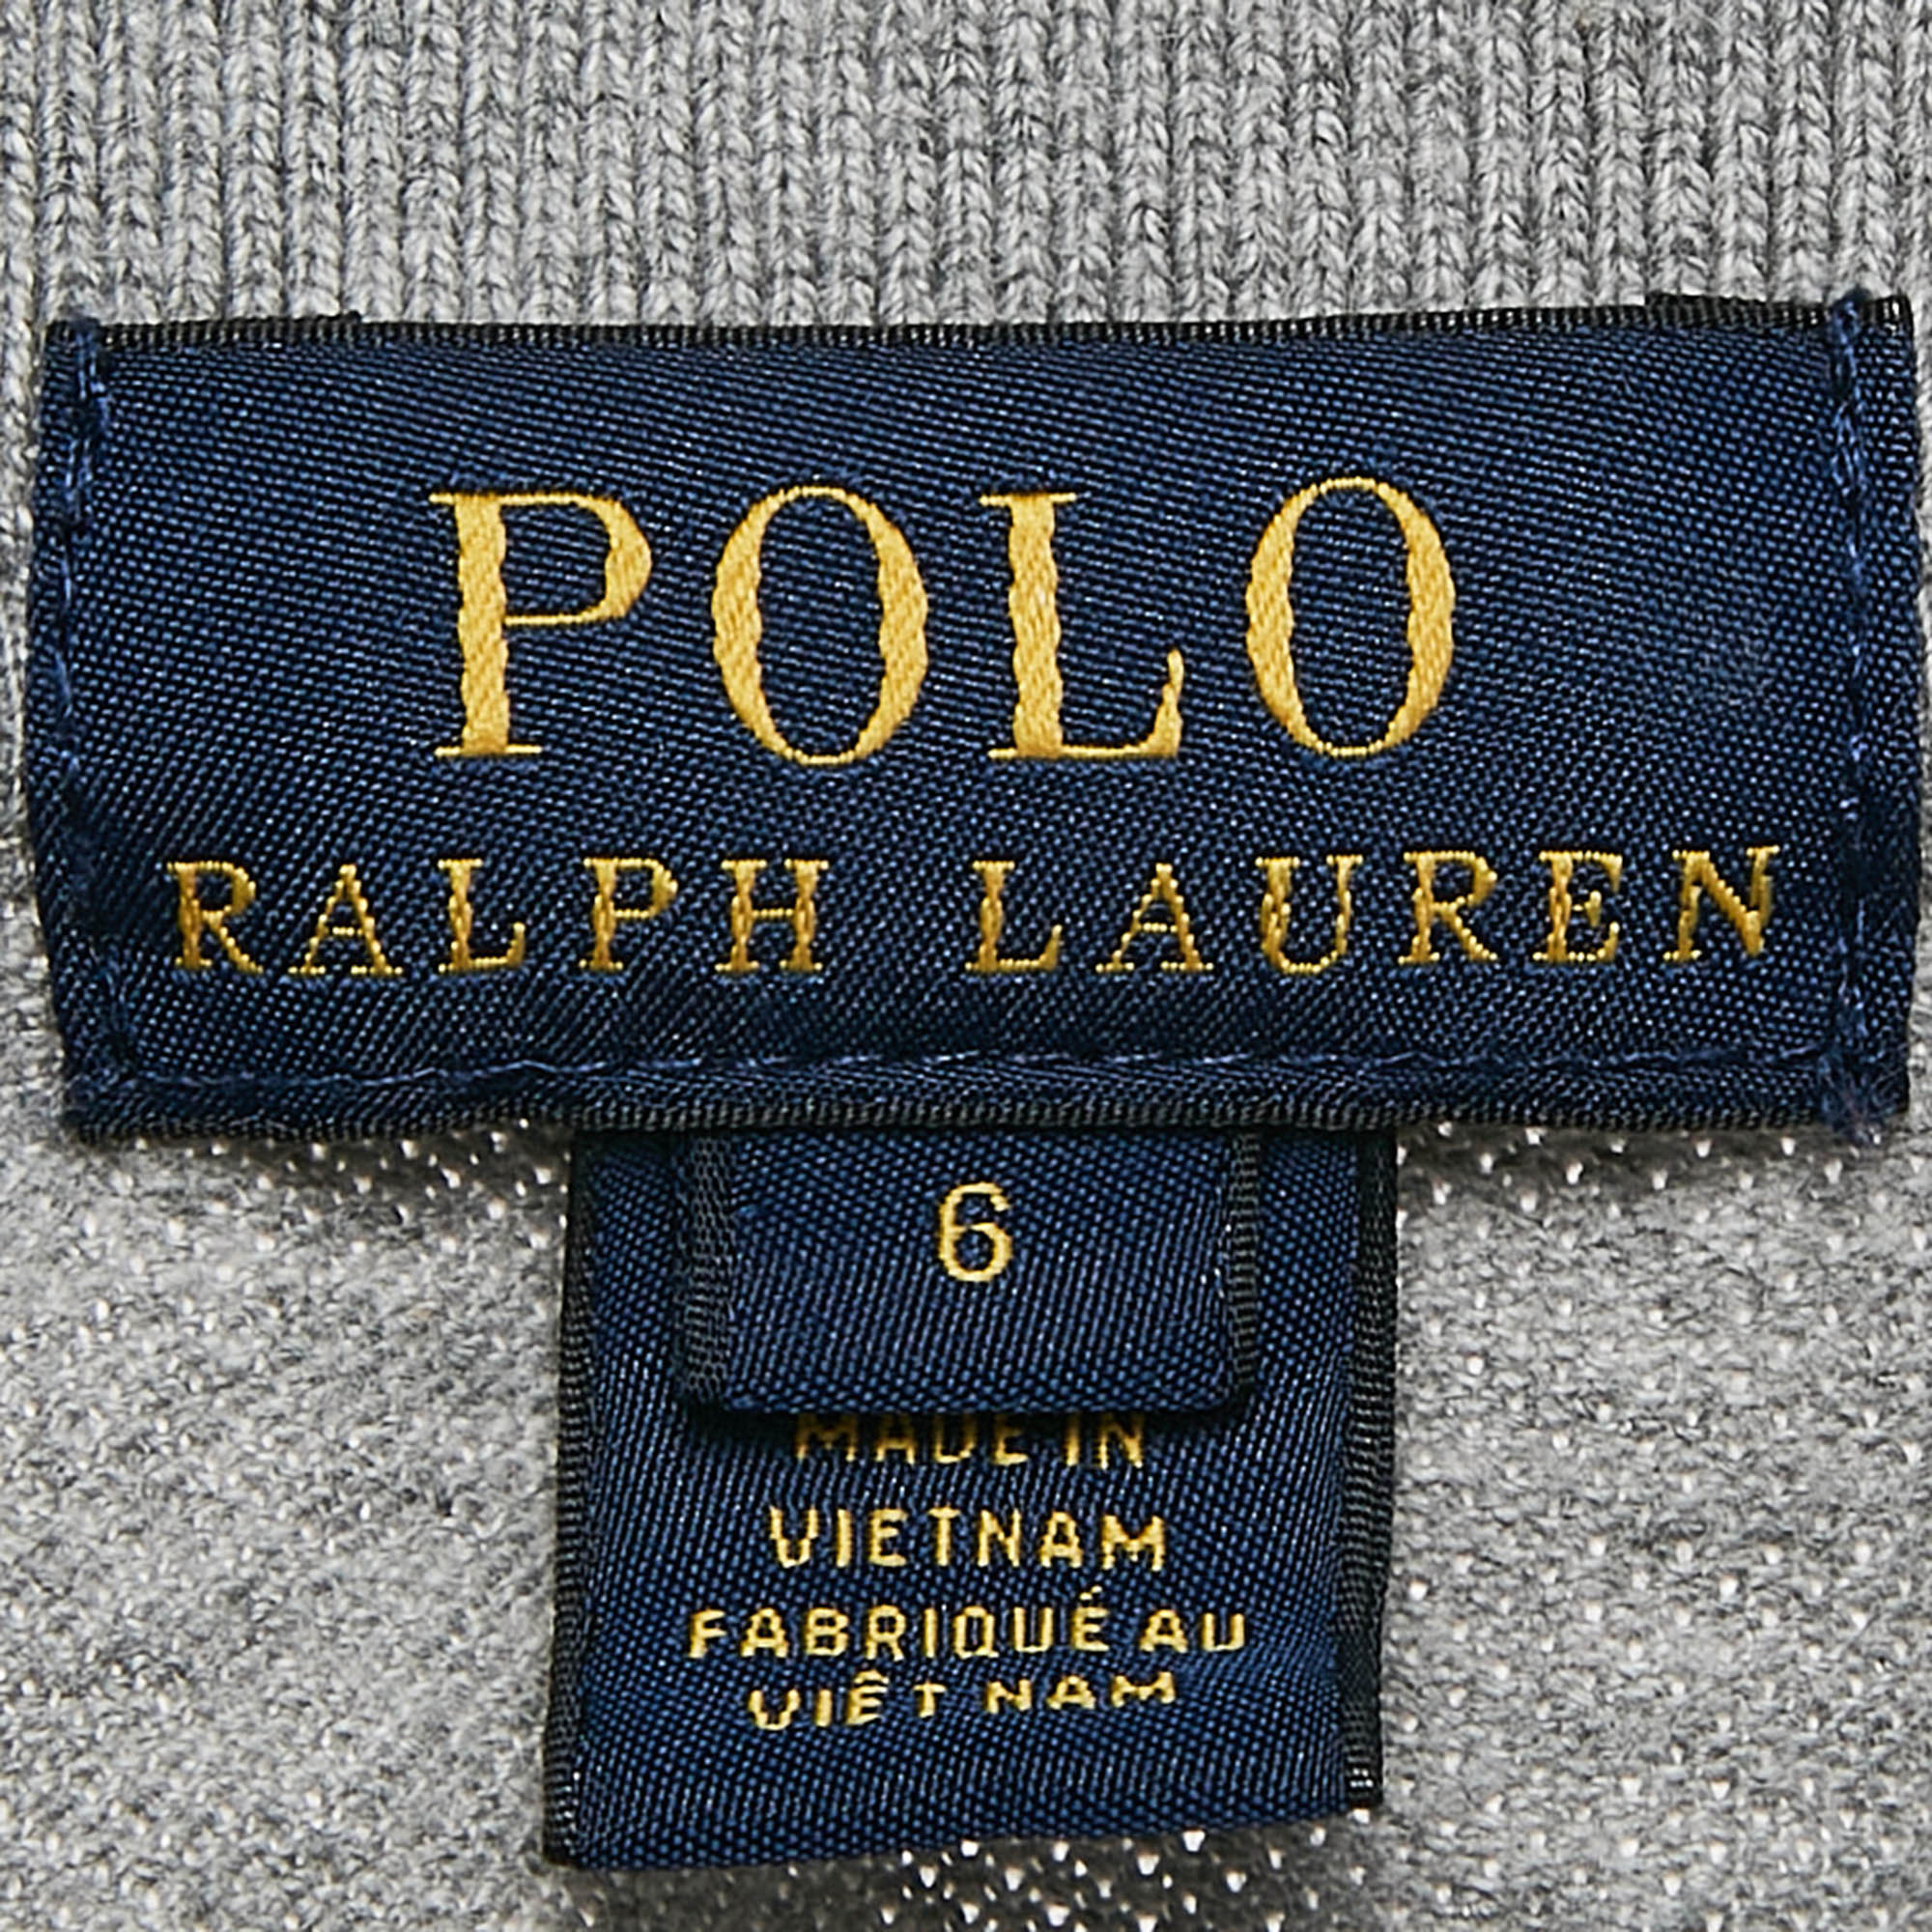 POLO
RALPH LAUREN
6
MADE IN
VIETNAM
FABRIQUÉ AU
VIÊT NAM